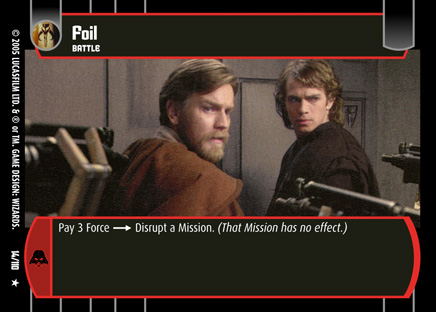 Foil
BATTLE
Pay 3 Force → Disrupt a Mission. (That Mission has no effect.)
© 2005 LUCASFILM LTD. & ® or TM. GAME DESIGN: WIZARDS.
14/110